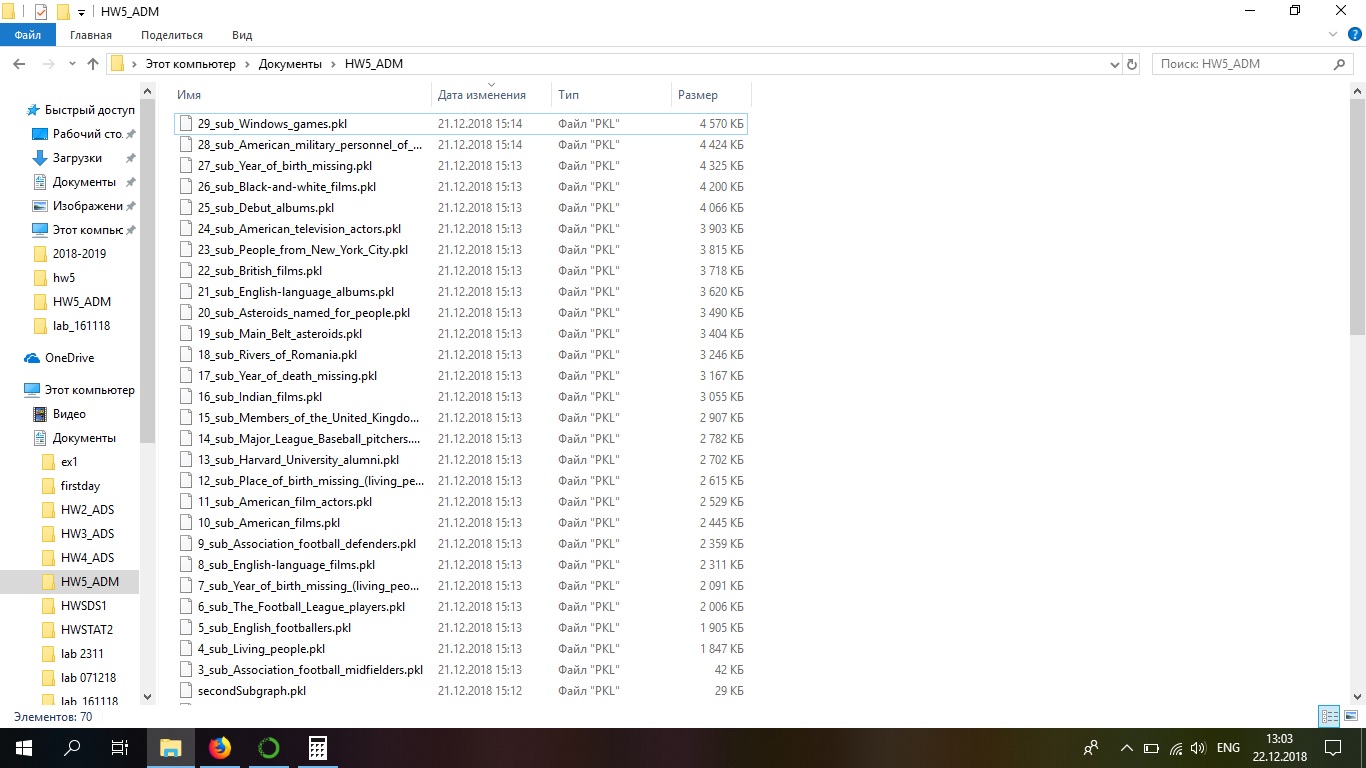 HW5_ADM
Файл Главная Поделиться Вид
Этот компьютер Документы HW5_ADM
Поиск: HW5_ADM
Быстрый доступ
Рабочий сто.
Загрузки
Документы
Изображени
Этот компьк
2018-2019
hw5
HW5_ADM
lab_161118
OneDrive
Этот компьютер
Видео
Документы
ex1
firstday
HW2_ADS
HW3_ADS
HW4_ADS
HW5_ADM
HWSDS1
HWSTAT2
lab 2311
lab 071218
lab_161118
Имя Дата изменения Тип Размер
29_sub_Windows_games.pkl 21.12.2018 15:14 Файл "PKL" 4 570 КБ
28_sub_American_military_personnel_of_... 21.12.2018 15:14 Файл "PKL" 4 424 КБ
27_sub_Year_of_birth_missing.pkl 21.12.2018 15:13 Файл "PKL" 4 325 КБ
26_sub_Black-and-white_films.pkl 21.12.2018 15:13 Файл "PKL" 4 200 КБ
25_sub_Debut_albums.pkl 21.12.2018 15:13 Файл "PKL" 4 066 КБ
24_sub_American_television_actors.pkl 21.12.2018 15:13 Файл "PKL" 3 903 КБ
23_sub_People_from_New_York_City.pkl 21.12.2018 15:13 Файл "PKL" 3 815 КБ
22_sub_British_films.pkl 21.12.2018 15:13 Файл "PKL" 3 718 КБ
21_sub_English-language_albums.pkl 21.12.2018 15:13 Файл "PKL" 3 620 КБ
20_sub_Asteroids_named_for_people.pkl 21.12.2018 15:13 Файл "PKL" 3 490 КБ
19_sub_Main_Belt_asteroids.pkl 21.12.2018 15:13 Файл "PKL" 3 404 КБ
18_sub_Rivers_of_Romania.pkl 21.12.2018 15:13 Файл "PKL" 3 246 КБ
17_sub_Year_of_death_missing.pkl 21.12.2018 15:13 Файл "PKL" 3 167 КБ
16_sub_Indian_films.pkl 21.12.2018 15:13 Файл "PKL" 3 055 КБ
15_sub_Members_of_the_United_Kingdo... 21.12.2018 15:13 Файл "PKL" 2 907 КБ
14_sub_Major_League_Baseball_pitchers.... 21.12.2018 15:13 Файл "PKL" 2 782 КБ
13_sub_Harvard_University_alumni.pkl 21.12.2018 15:13 Файл "PKL" 2 702 КБ
12_sub_Place_of_birth_missing_(living_pe... 21.12.2018 15:13 Файл "PKL" 2 615 КБ
11_sub_American_film_actors.pkl 21.12.2018 15:13 Файл "PKL" 2 529 КБ
10_sub_American_films.pkl 21.12.2018 15:13 Файл "PKL" 2 445 КБ
9_sub_Association_football_defenders.pkl 21.12.2018 15:13 Файл "PKL" 2 359 КБ
8_sub_English-language_films.pkl 21.12.2018 15:13 Файл "PKL" 2 311 КБ
7_sub_Year_of_birth_missing_(living_peo... 21.12.2018 15:13 Файл "PKL" 2 091 КБ
6_sub_The_Football_League_players.pkl 21.12.2018 15:13 Файл "PKL" 2 006 КБ
5_sub_English_footballers.pkl 21.12.2018 15:13 Файл "PKL" 1 905 КБ
4_sub_Living_people.pkl 21.12.2018 15:13 Файл "PKL" 1 847 КБ
3_sub_Association_football_midfielders.pkl 21.12.2018 15:13 Файл "PKL" 42 КБ
secondSubgraph.pkl 21.12.2018 15:12 Файл "PKL" 29 КБ
Элементов: 70
ENG
13:03
22.12.2018